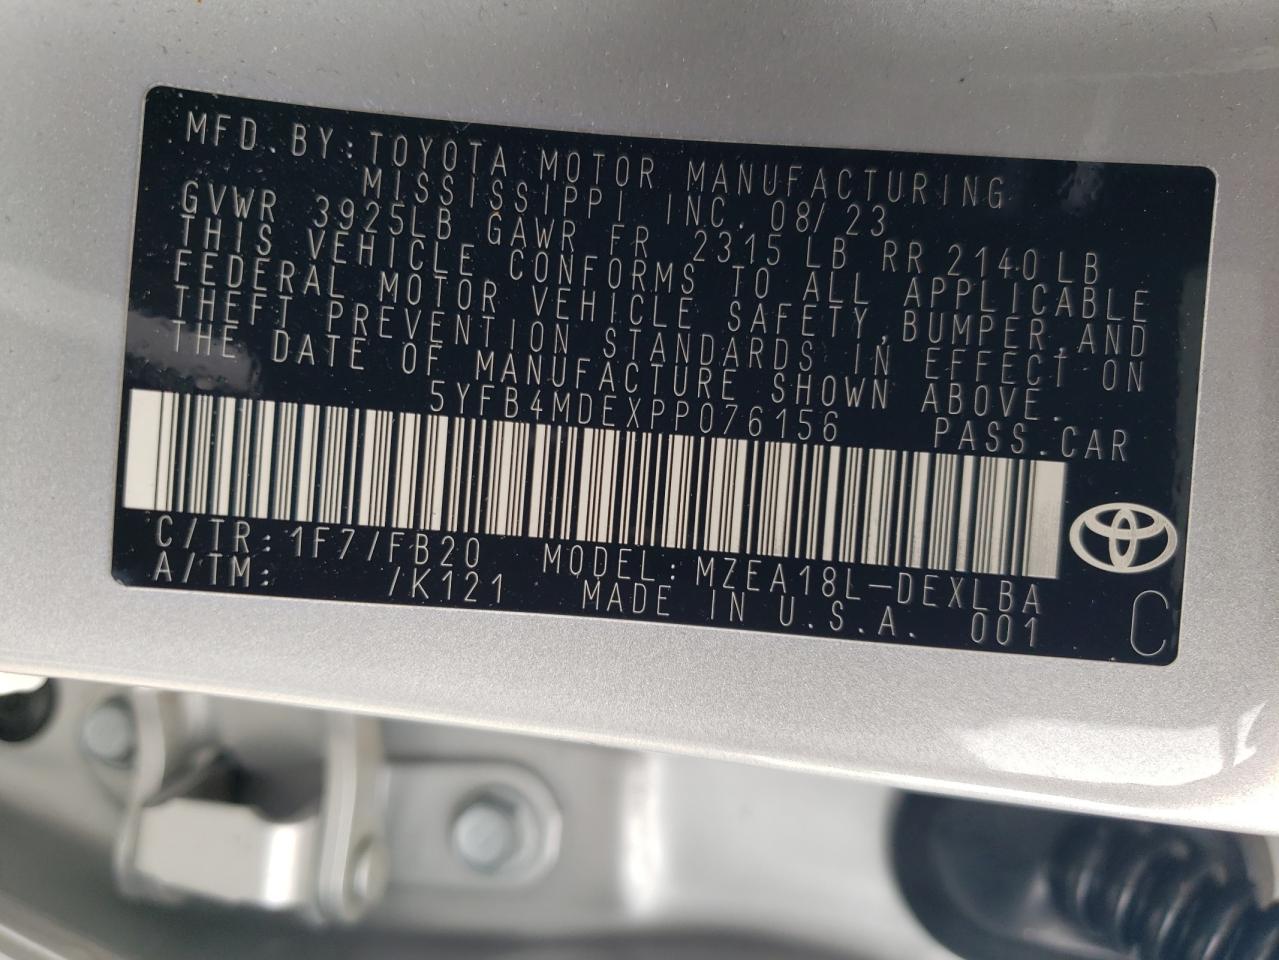 MFD.BY:TOYOTA MOTOR MANUFACTURING
MISSISSIPPI INC.08/23
GVWR 3925LB GAWR FR 2315 LB RR 2140 LB
THIS VEHICLE CONFORMS TO ALL APPLICABLE
FEDERAL MOTOR VEHICLE SAFETY,BUMPER,AND
THEFT PREVENTION STANDARDS IN EFFECT ON
THE DATE OF MANUFACTURE SHOWN ABOVE.
5YFB4MDEXPP076156 PASS.CAR
C/TR:1F7/FB20 MODEL:MZEA18L-DEXLBA
A/TM: /K121 MADE IN U.S.A. 001 C